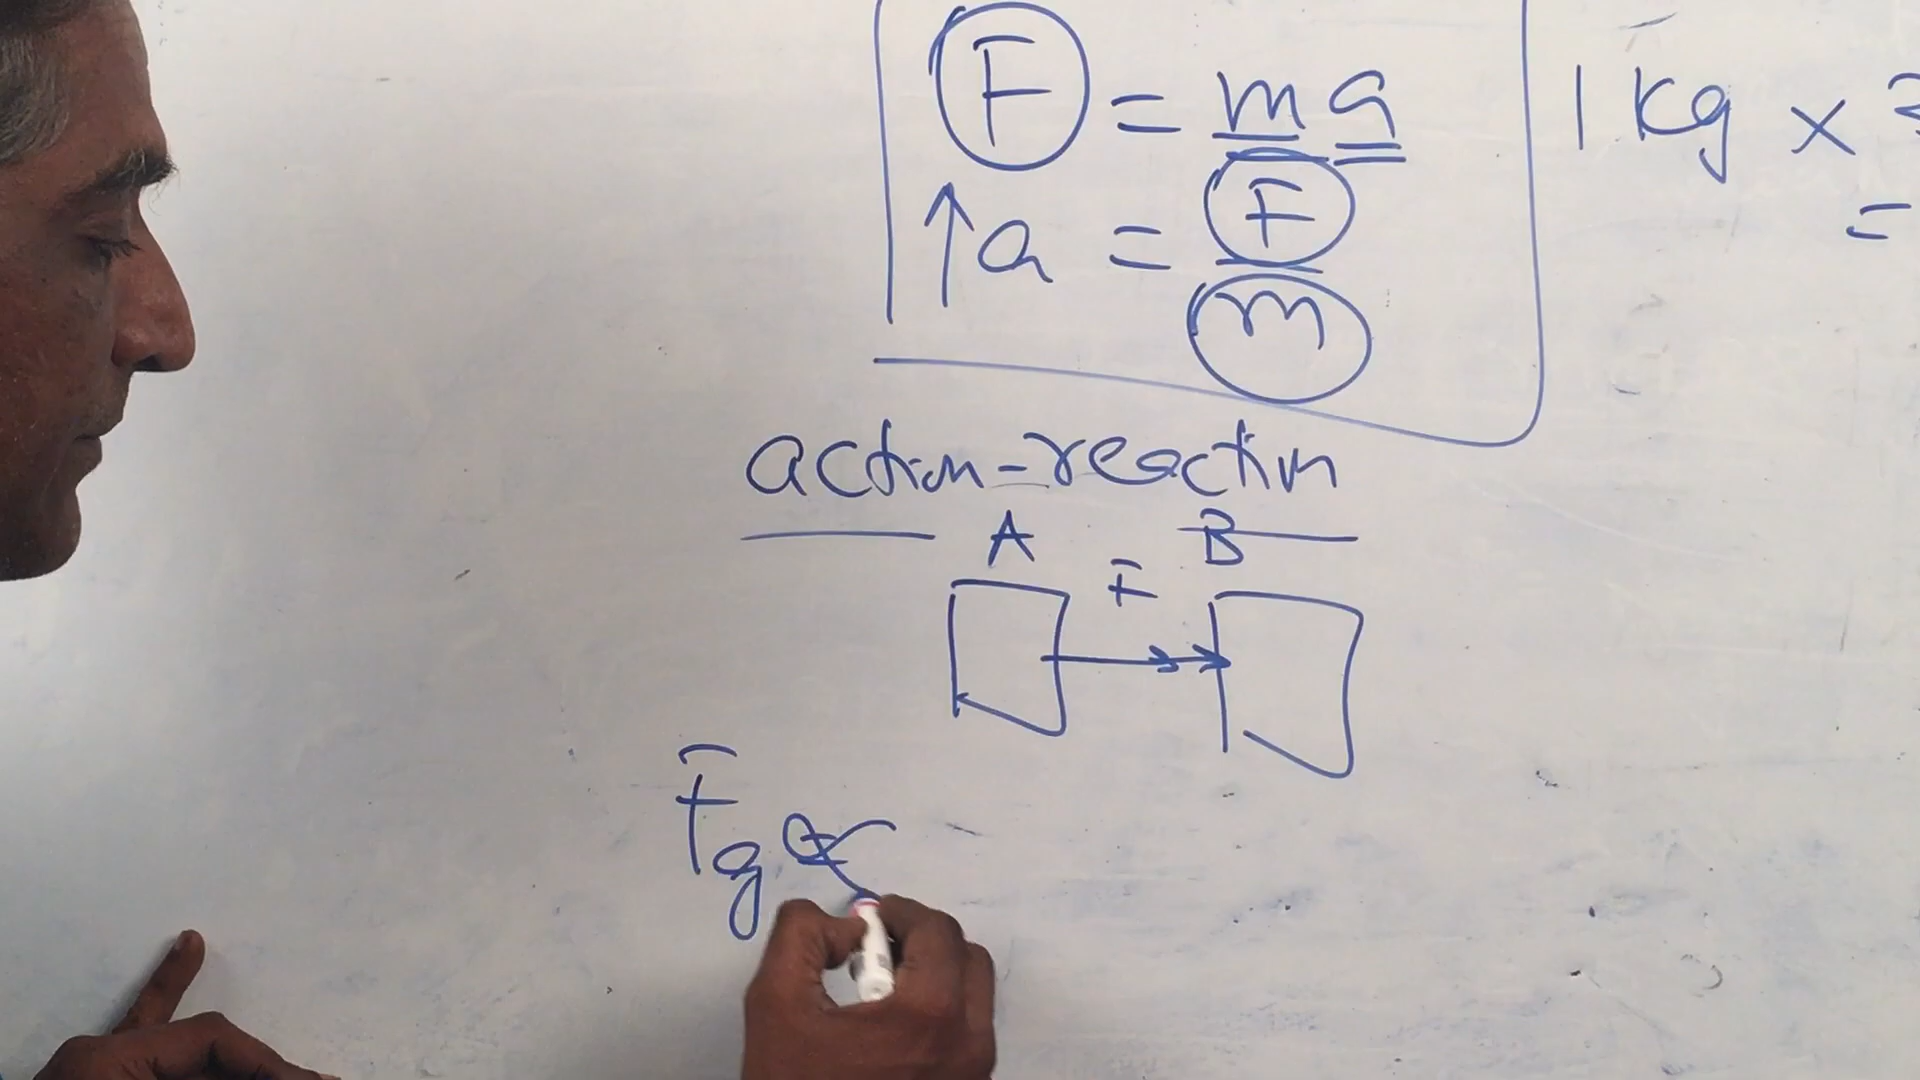 F = ma
↑a = F/m
1 kg ×
=
action-reaction
A B
F
Fg ∝